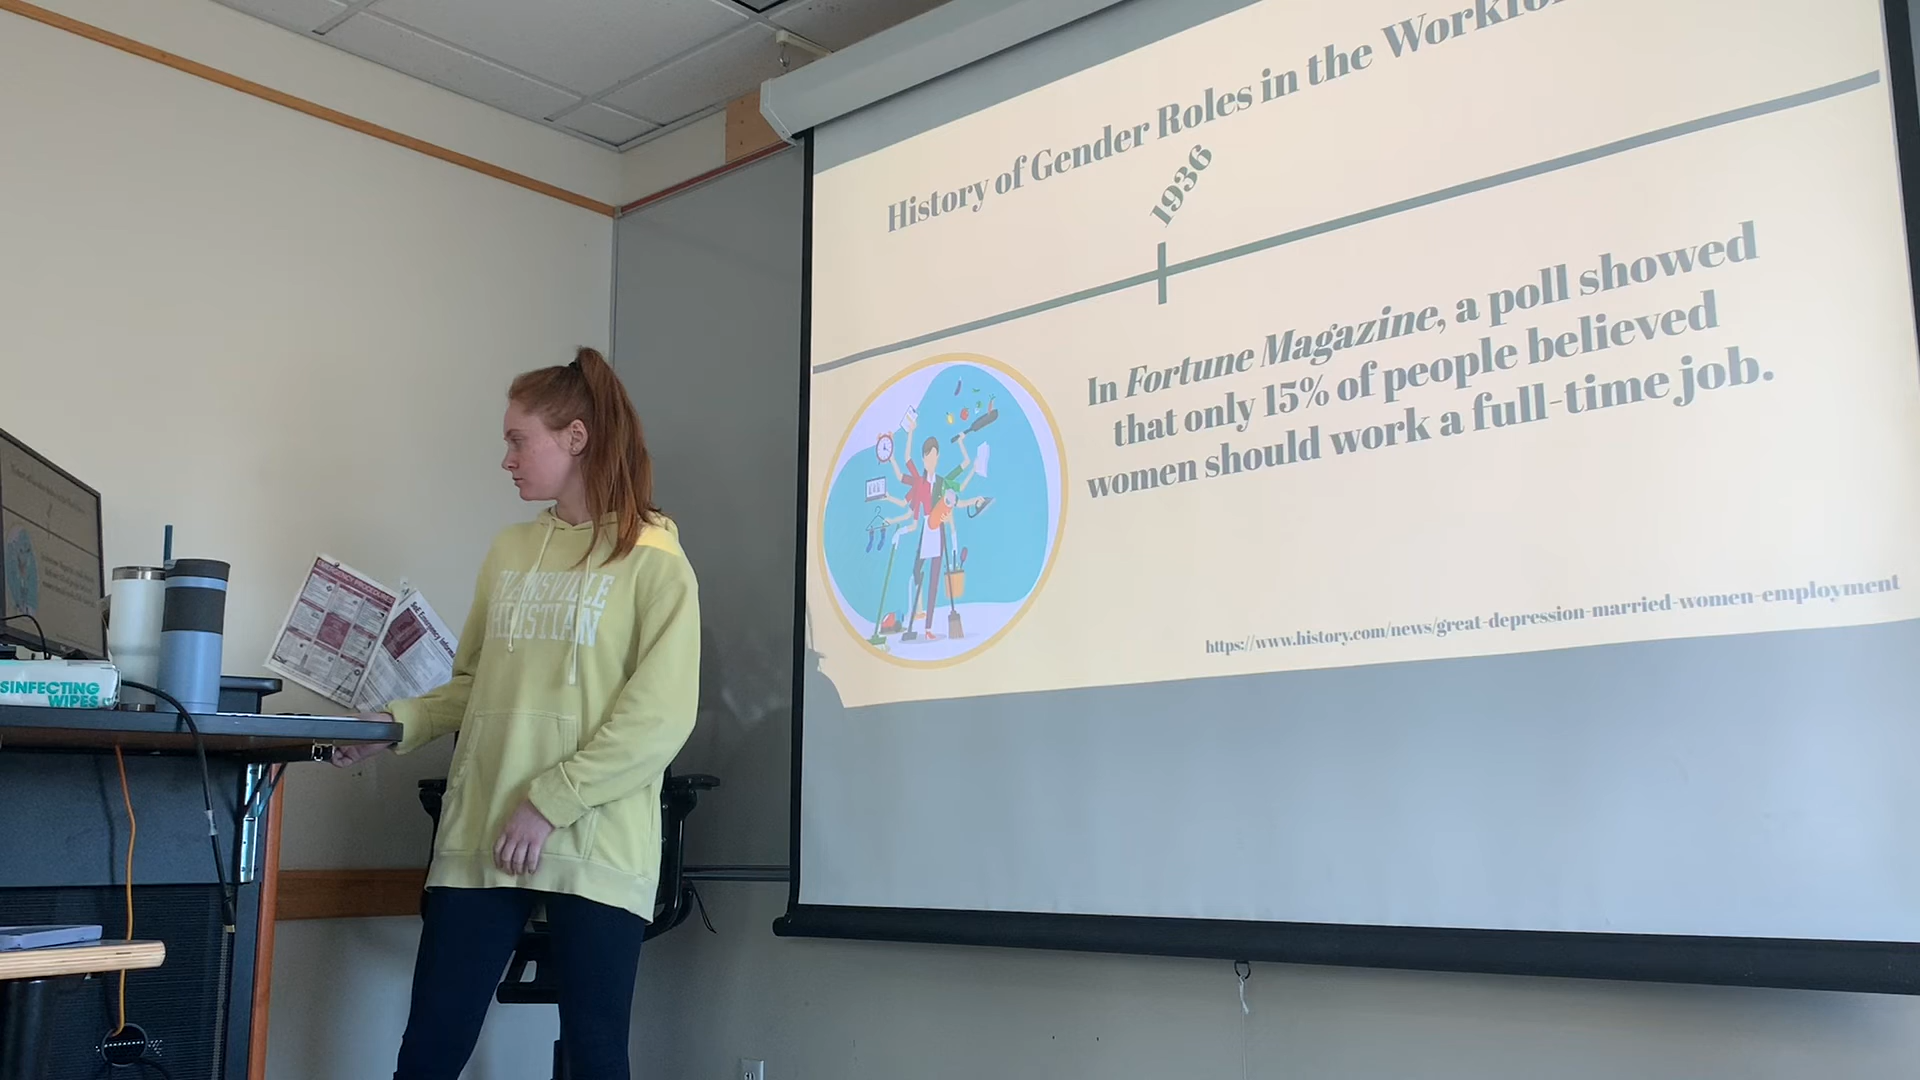 History of Gender Roles in the
1936
In Fortune Magazine, a poll showed
that only 15% of people believed
women should work a full-time job.
https://www.history.com/news/great-depression-married-women-employment
EVANSVILLE
CHRISTIAN
EMERGENCY PROCEDURES
SINFECTING
WIPES